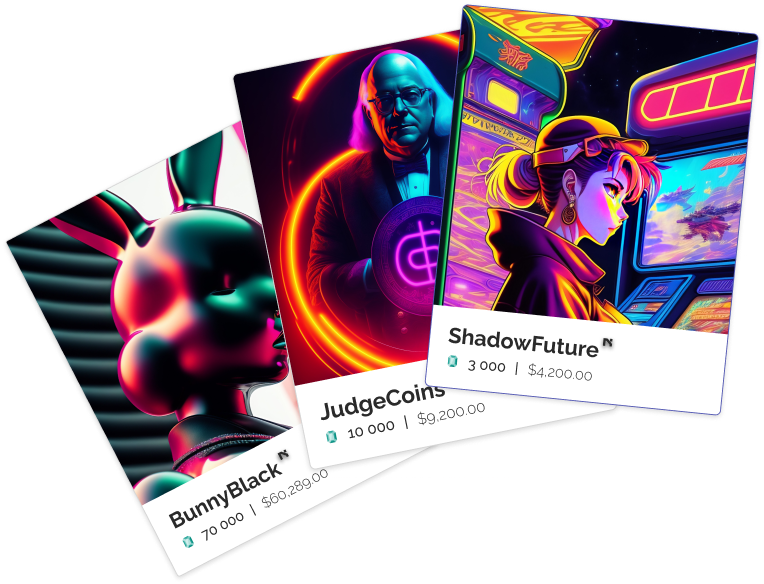 ShadowFuture
3 000 | $4,200.00
JudgeCoins
10 000 | $9,200.00
BunnyBlack
70 000 | $60,289.00